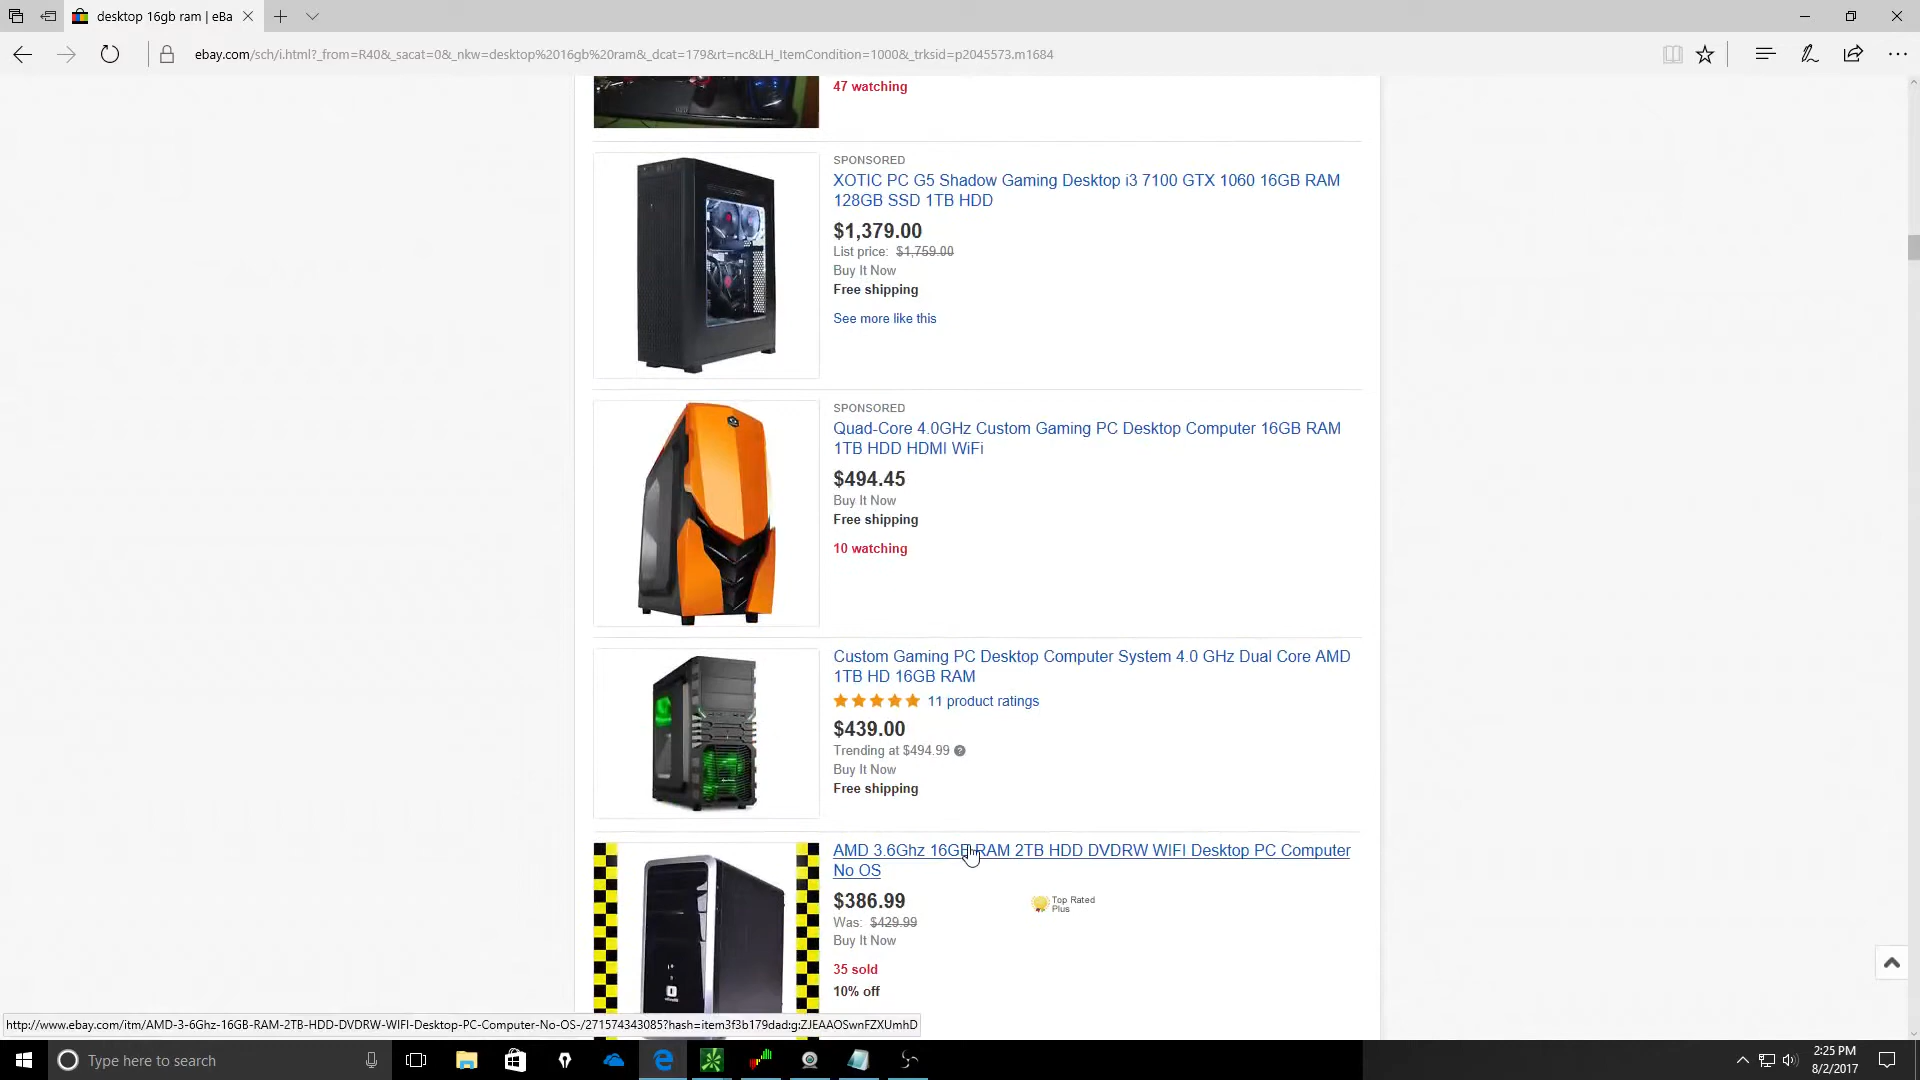 desktop 16gb ram | eBa
ebay.com/sch/i.html?_from=R40&_sacat=0&_nkw=desktop%2016gb%20ram&_dcat=179&rt=nc&LH_ItemCondition=1000&_trksid=p2045573.m1684
47 watching
SPONSORED
XOTIC PC G5 Shadow Gaming Desktop i3 7100 GTX 1060 16GB RAM
128GB SSD 1TB HDD
$1,379.00
List price: $1,759.00
Buy It Now
Free shipping
See more like this
SPONSORED
Quad-Core 4.0GHz Custom Gaming PC Desktop Computer 16GB RAM
1TB HDD HDMI WiFi
$494.45
Buy It Now
Free shipping
10 watching
Custom Gaming PC Desktop Computer System 4.0 GHz Dual Core AMD
1TB HD 16GB RAM
11 product ratings
$439.00
Trending at $494.99 ?
Buy It Now
Free shipping
AMD 3.6Ghz 16GB RAM 2TB HDD DVDRW WIFI Desktop PC Computer
No OS
$386.99
Top Rated
Plus
Was: $429.99
Buy It Now
35 sold
10% off
http://www.ebay.com/itm/AMD-3-6Ghz-16GB-RAM-2TB-HDD-DVDRW-WIFI-Desktop-PC-Computer-No-OS-/271574343085?hash=item3f3b179dad:g:ZJEAAOSwnFZXUmhD
Type here to search
2:25 PM
8/2/2017